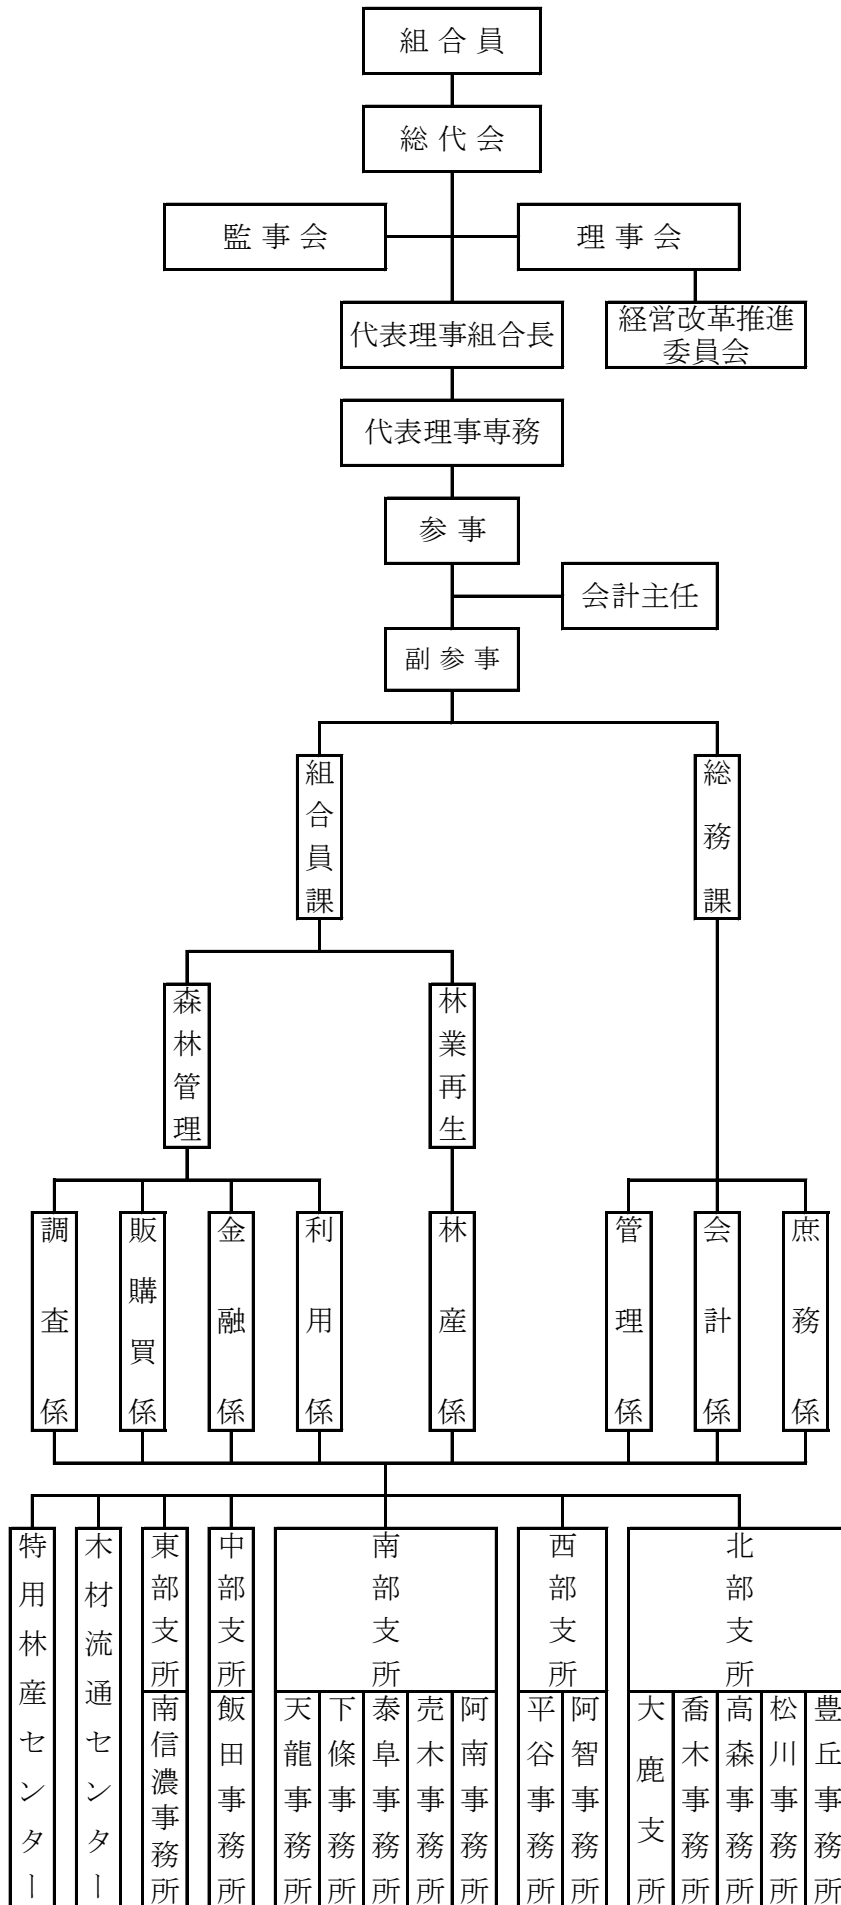 組合員
総代会
監事会
理事会
代表理事組合長
経営改革推進
委員会
代表理事専務
参事
会計主任
副参事
組合員課
総務課
森林管理
林業再生
調査係
販購買係
金融係
利用係
林産係
管理係
会計係
庶務係
特用林産センター
木材流通センター
東部支所
中部支所
南部支所
西部支所
北部支所
南信濃事務所
飯田事務所
天龍事務所
下條事務所
泰阜事務所
売木事務所
阿南事務所
平谷事務所
阿智事務所
大鹿支所
喬木事務所
高森事務所
松川事務所
豊丘事務所